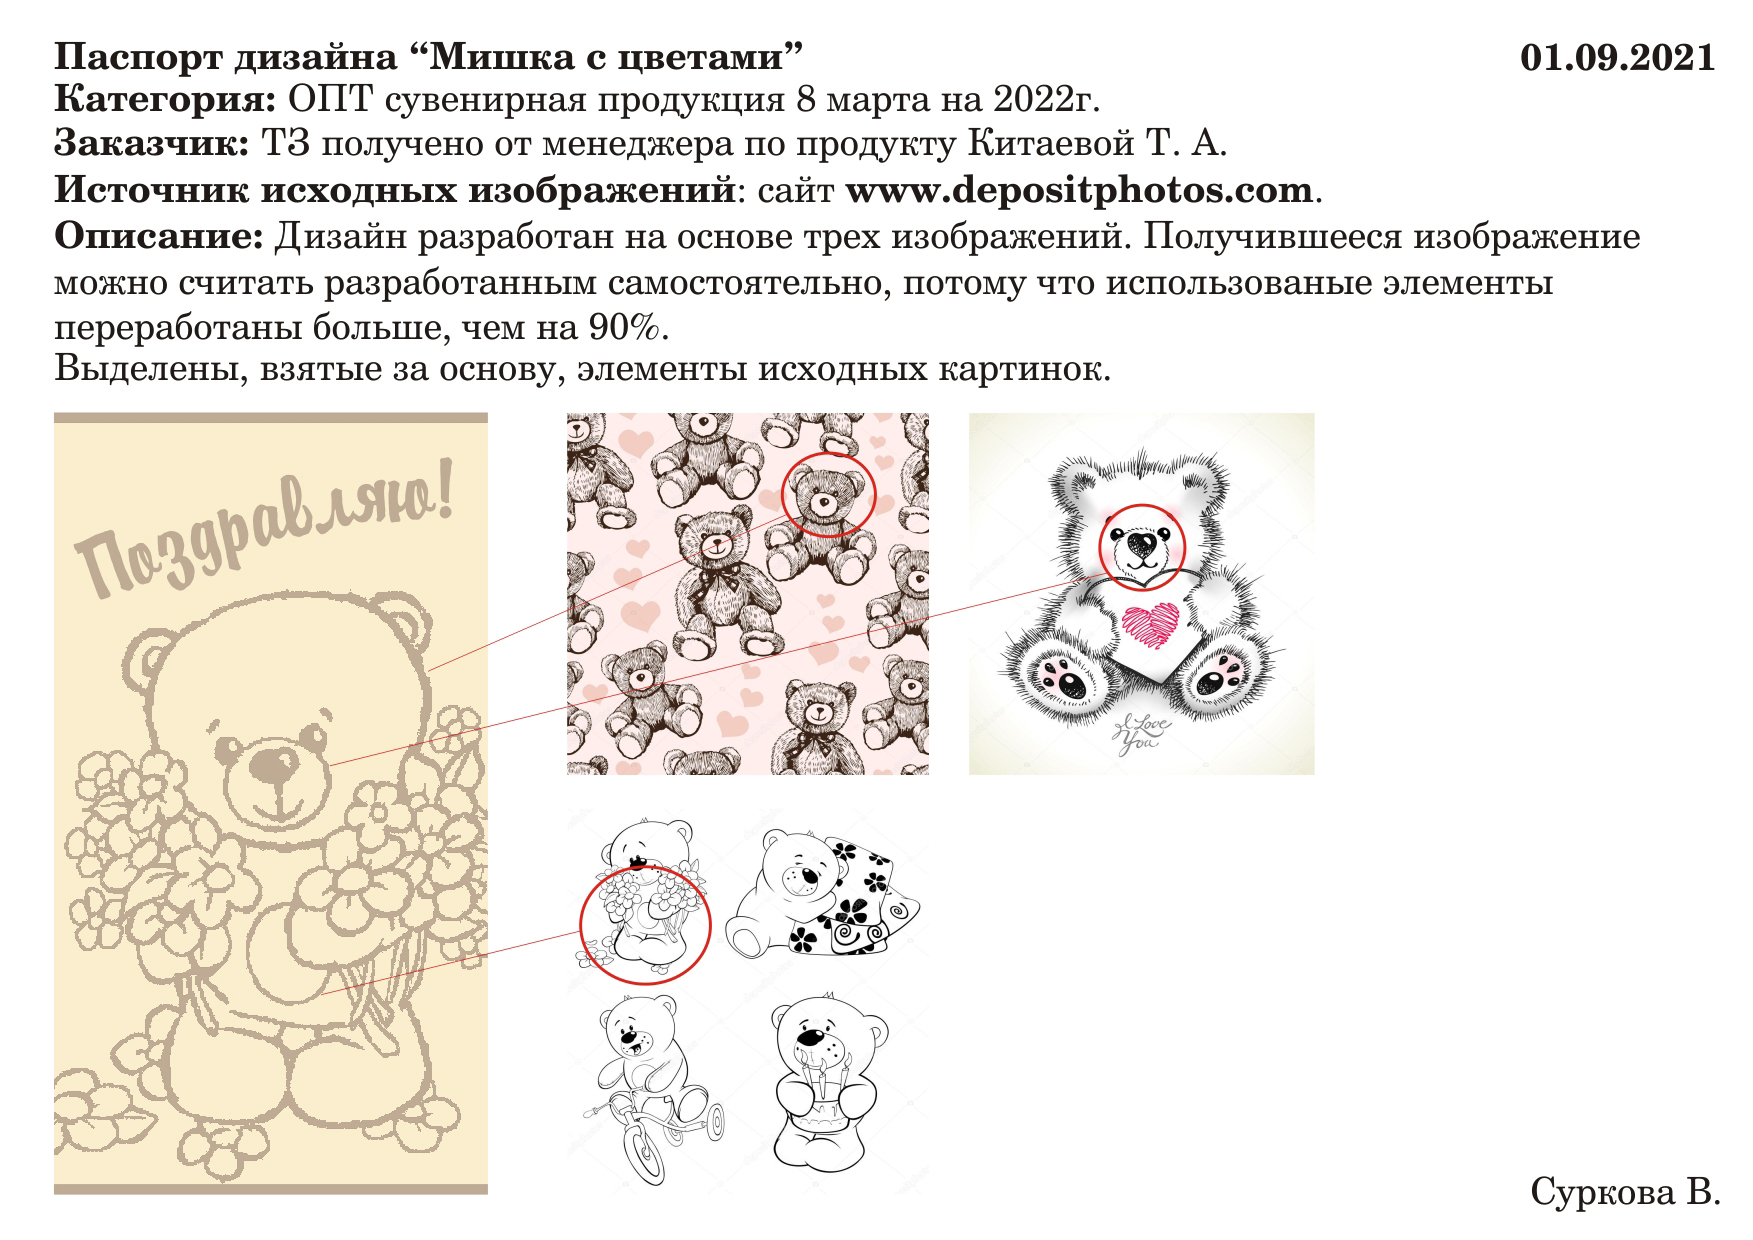 Паспорт дизайна “Мишка с цветами”
01.09.2021
Категория: ОПТ сувенирная продукция 8 марта на 2022г.
Заказчик: ТЗ получено от менеджера по продукту Китаевой Т. А.
Источник исходных изображений: сайт www.depositphotos.com.
Описание: Дизайн разработан на основе трех изображений. Получившееся изображение
можно считать разработанным самостоятельно, потому что использованые элементы
переработаны больше, чем на 90%.
Выделены, взятые за основу, элементы исходных картинок.
Поздравляю!
I Love
You
Суркова В.